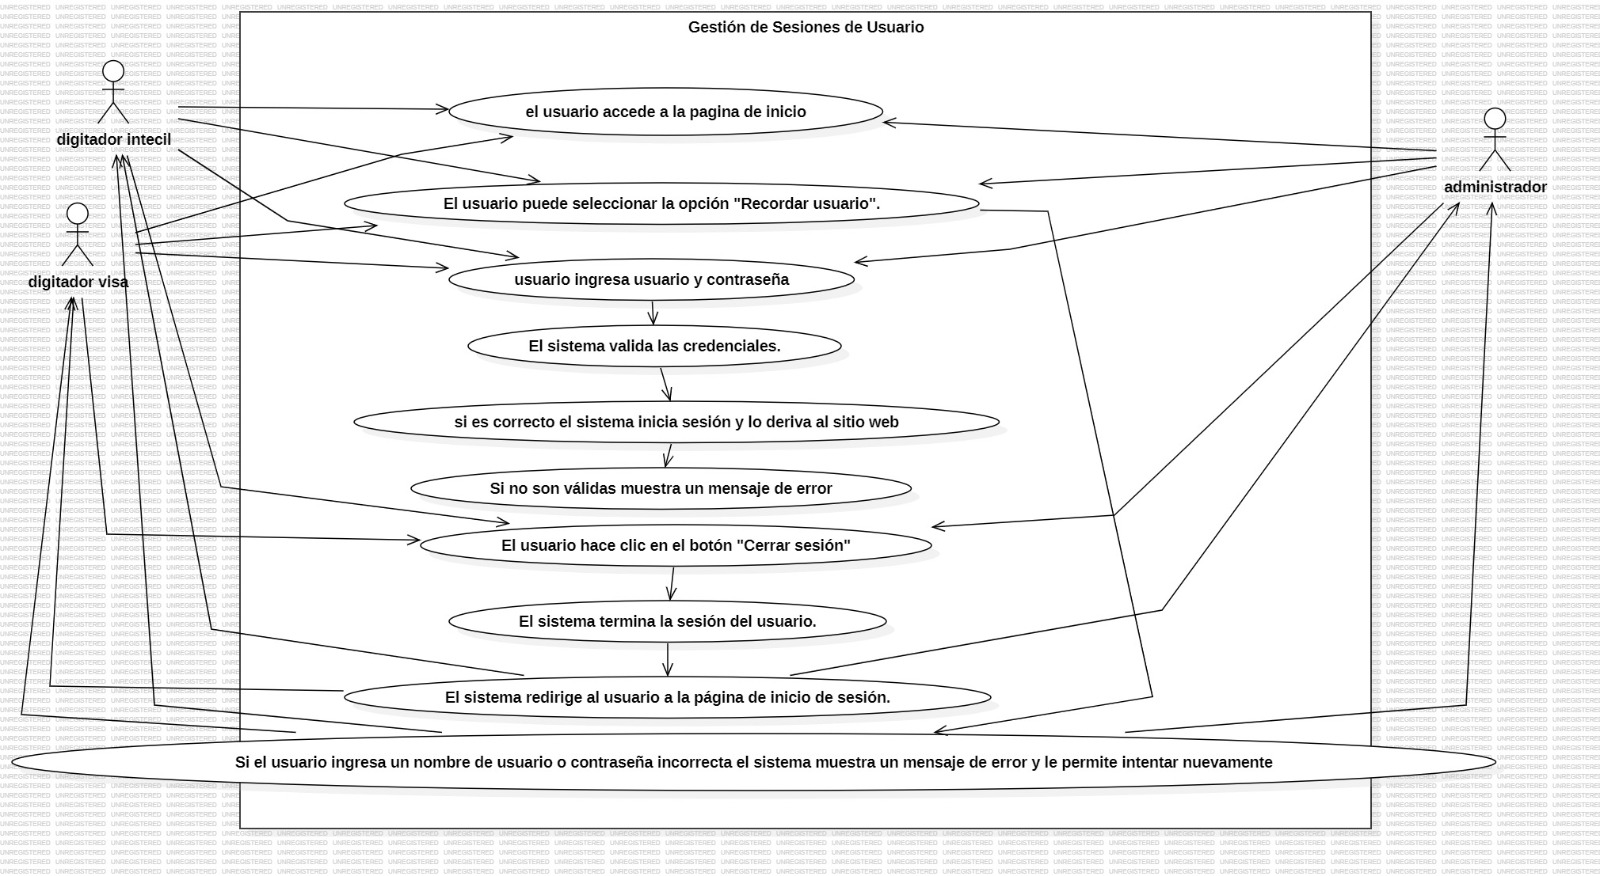 Gestión de Sesiones de Usuario
el usuario accede a la pagina de inicio
digitador intecil
administrador
El usuario puede seleccionar la opción "Recordar usuario".
digitador visa
usuario ingresa usuario y contraseña
El sistema valida las credenciales.
si es correcto el sistema inicia sesión y lo deriva al sitio web
Si no son válidas muestra un mensaje de error
El usuario hace clic en el botón "Cerrar sesión"
El sistema termina la sesión del usuario.
El sistema redirige al usuario a la página de inicio de sesión.
Si el usuario ingresa un nombre de usuario o contraseña incorrecta el sistema muestra un mensaje de error y le permite intentar nuevamente
UNREGISTERED